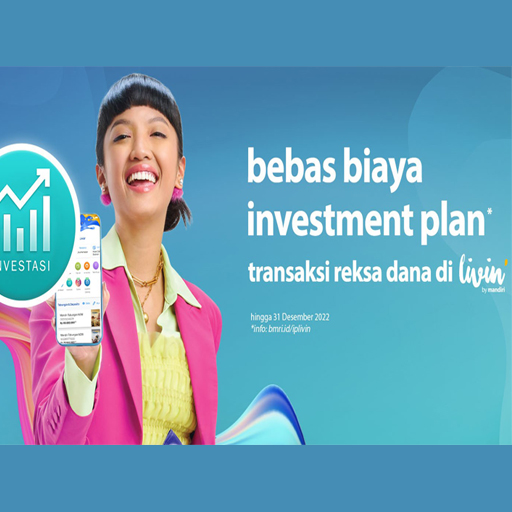 bebas biaya
investment plan*
transaksi reksa dana di livin'
by mandiri
hingga 31 Desember 2022
*info: bmri.id/iplivin
NVESTASI